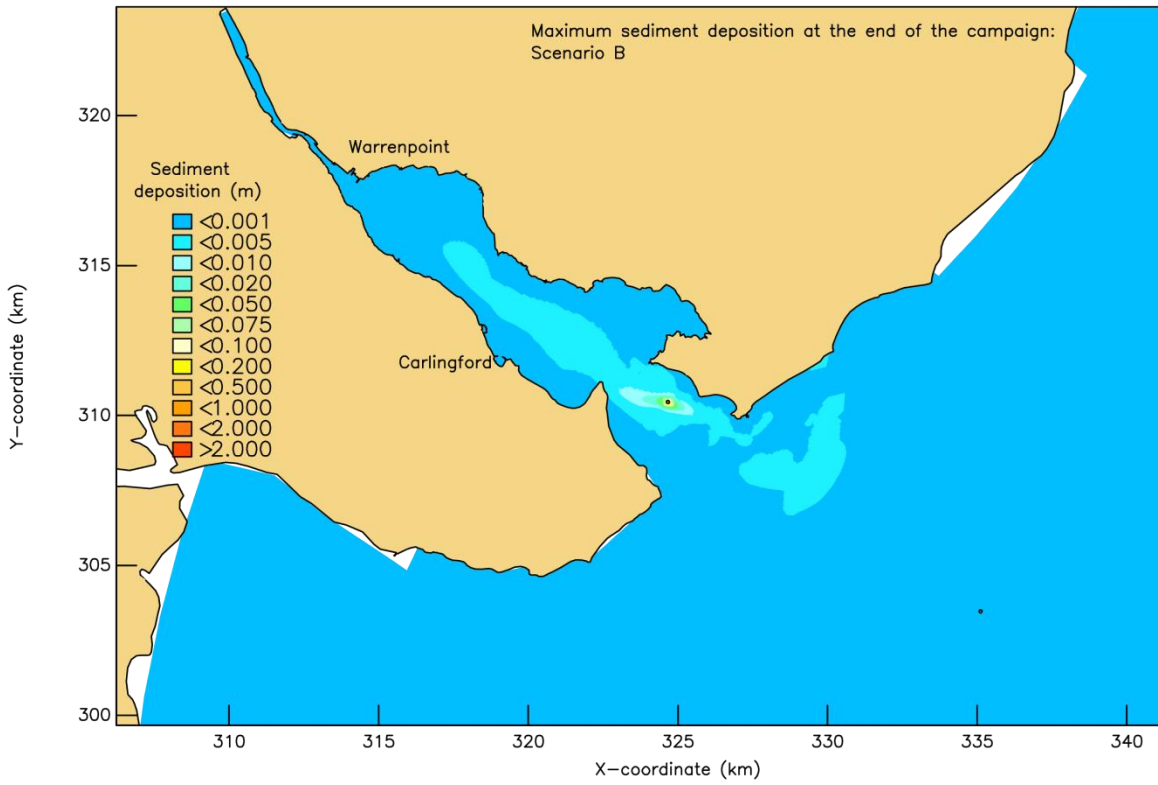 Maximum sediment deposition at the end of the campaign:
Scenario B
320
Warrenpoint
Sediment
deposition (m)
<0.001
<0.005
315
<0.010
<0.020
<0.050
<0.075
<0.100
Carlingford
<0.200
<0.500
310
<1.000
<2.000
>2.000
Y-coordinate (km)
305
300
310 315 320 325 330 335 340
X-coordinate (km)